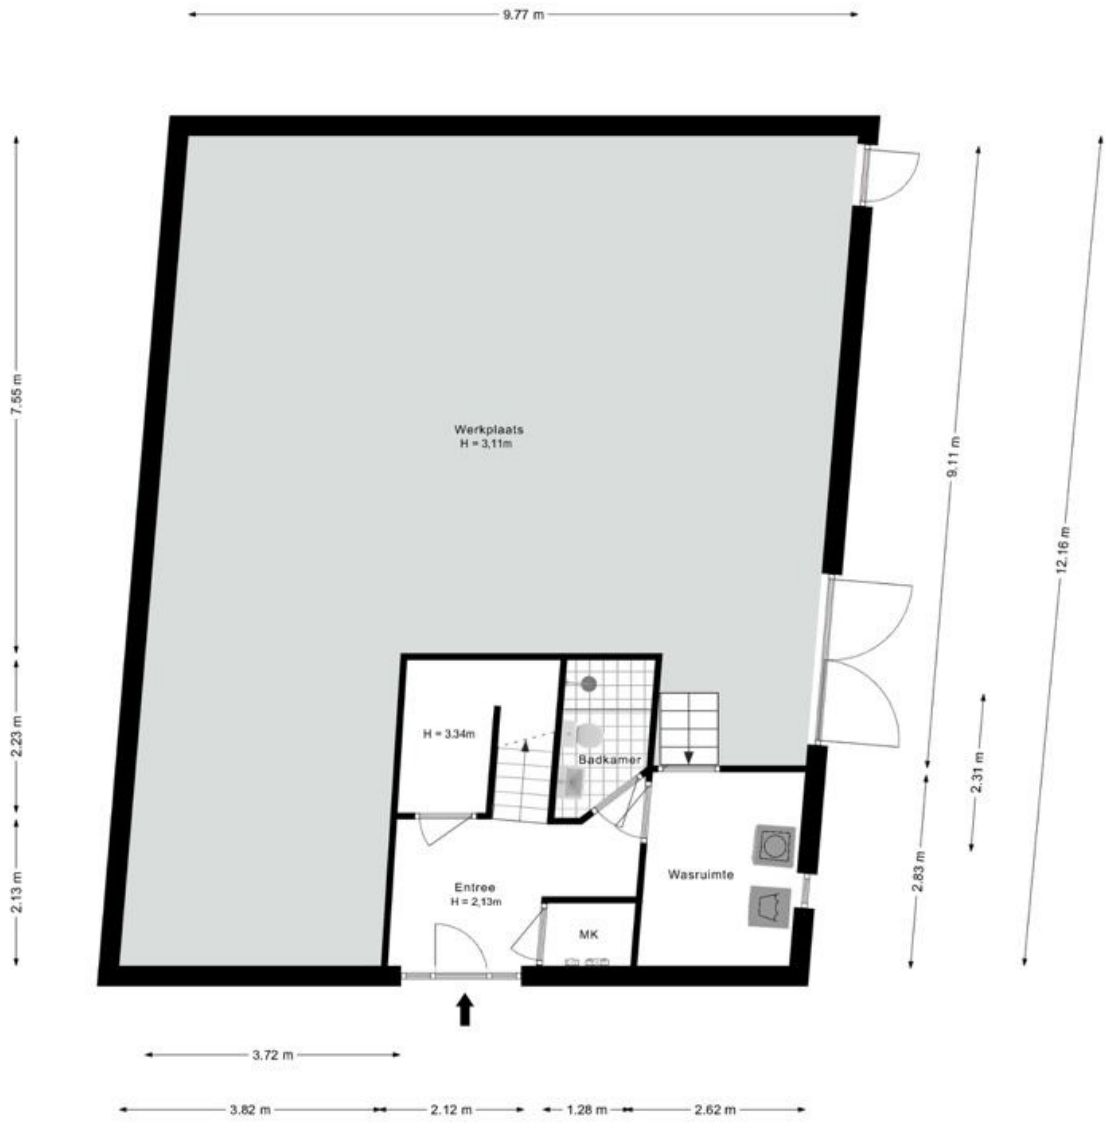 9.77 m
7.55 m
9.11 m
12.16 m
Werkplaats
H = 3,11m
2.23 m
H = 3.34m
Badkamer
2.31 m
2.13 m
Entree
H = 2,13m
Wasruimte
2.83 m
MK
3.72 m
3.82 m
2.12 m
1.28 m
2.62 m